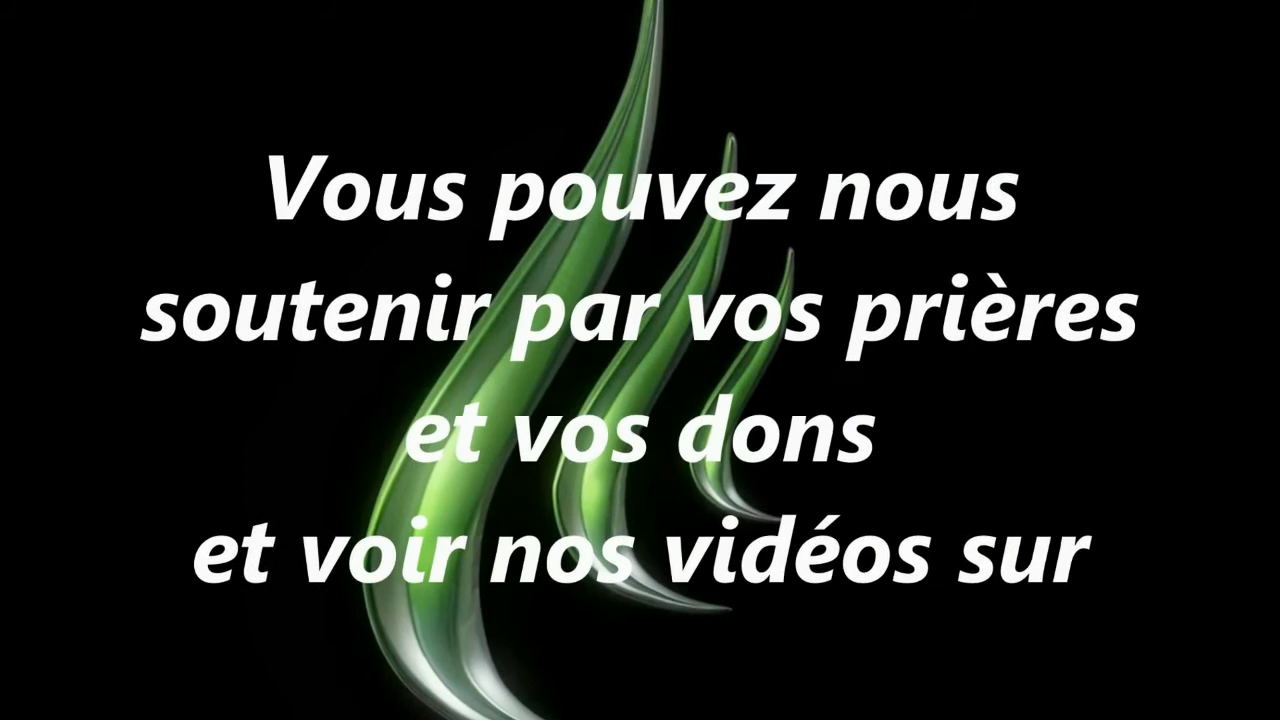 Vous pouvez nous
soutenir par vos prières
et vos dons
et voir nos vidéos sur